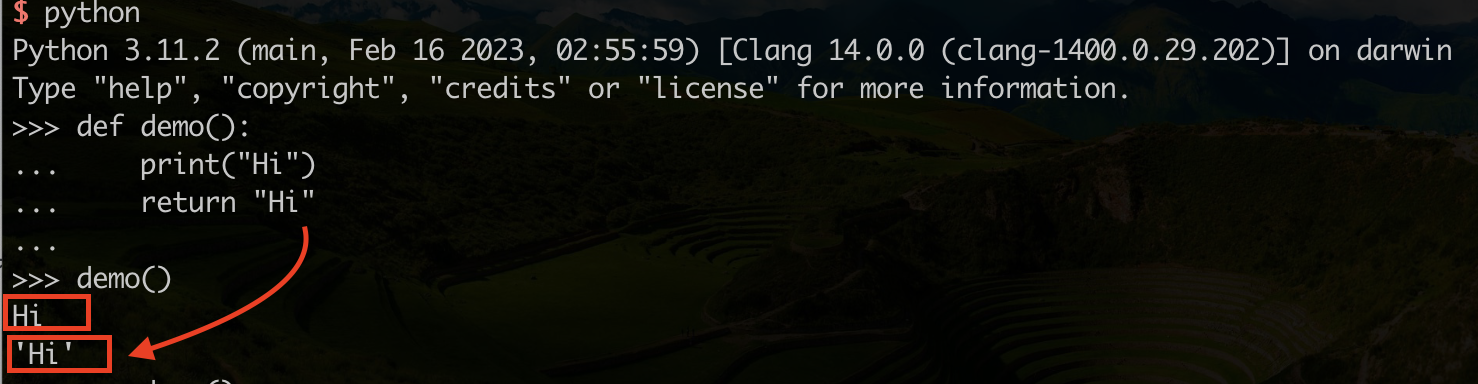 $ python
Python 3.11.2 (main, Feb 16 2023, 02:55:59) [Clang 14.0.0 (clang-1400.0.29.202)] on darwin
Type "help", "copyright", "credits" or "license" for more information.
>>> def demo():
...     print("Hi")
...     return "Hi"
...
>>> demo()
Hi
'Hi'